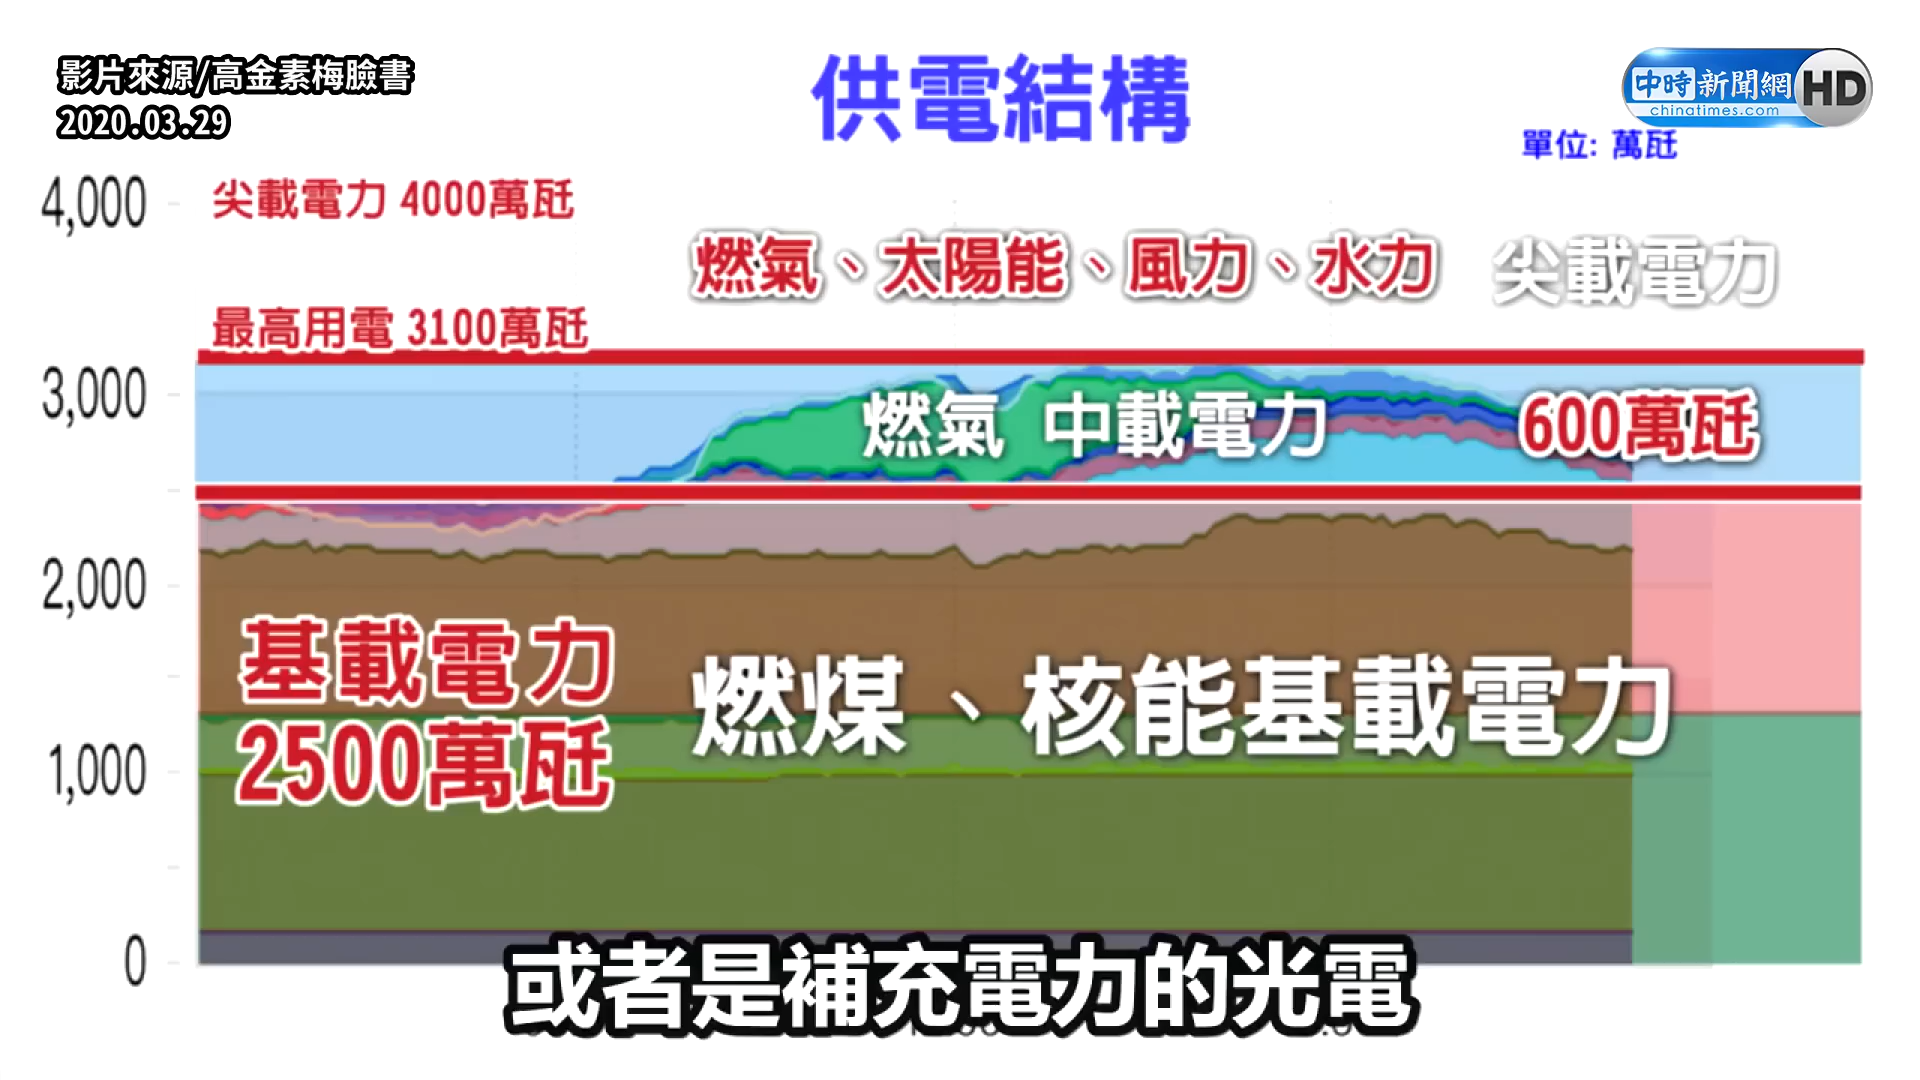 影片來源/高金素梅臉書
2020.03.29
供電結構
中時新聞網HD
chinatimes.com
單位: 萬瓩
4,000
尖載電力 4000萬瓩
燃氣、太陽能、風力、水力
尖載電力
最高用電 3100萬瓩
3,000
燃氣 中載電力
600萬瓩
2,000
基載電力
2500萬瓩
燃煤、核能基載電力
1,000
0
或者是補充電力的光電